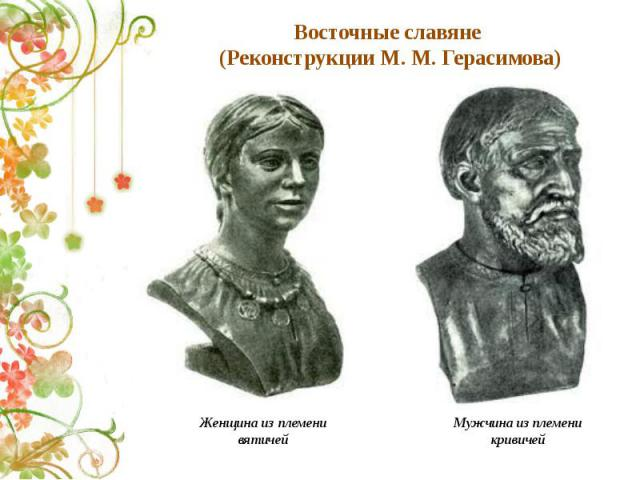 Восточные славяне
(Реконструкции М. М. Герасимова)
Женщина из племени
вятичей
Мужчина из племени
кривичей